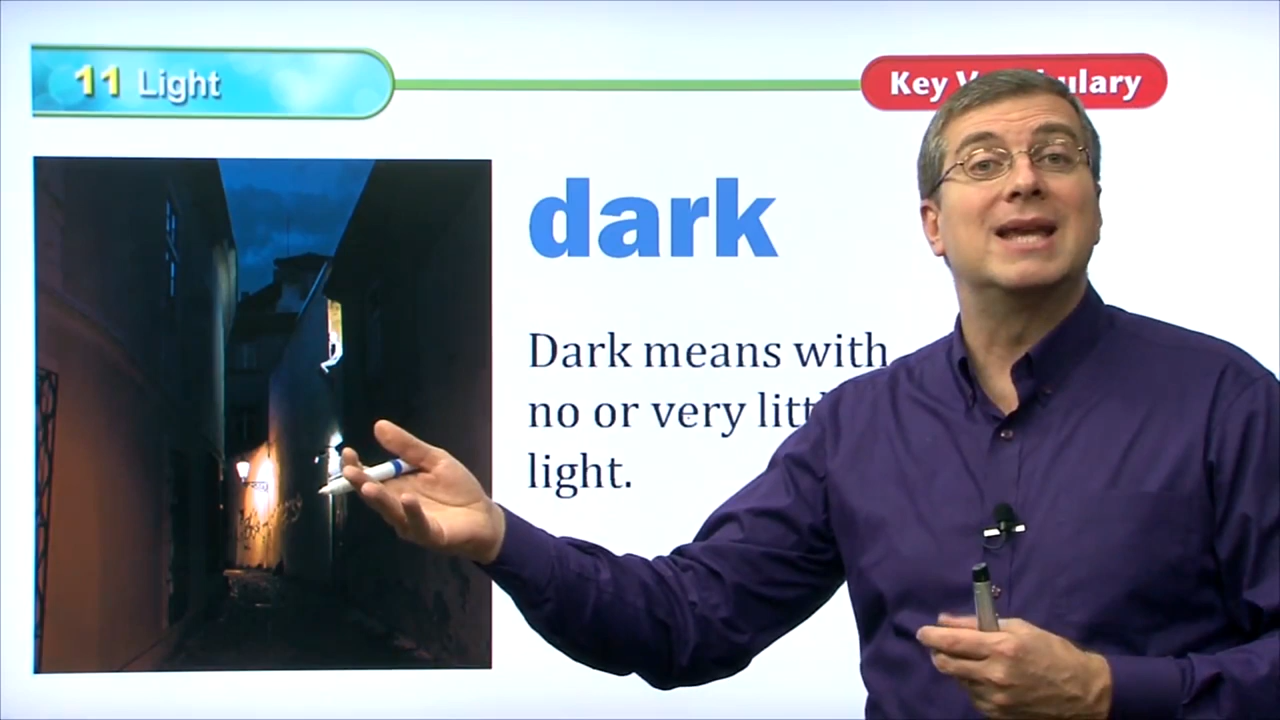 11 Light
Key
dark
Dark means with
no or very
light.